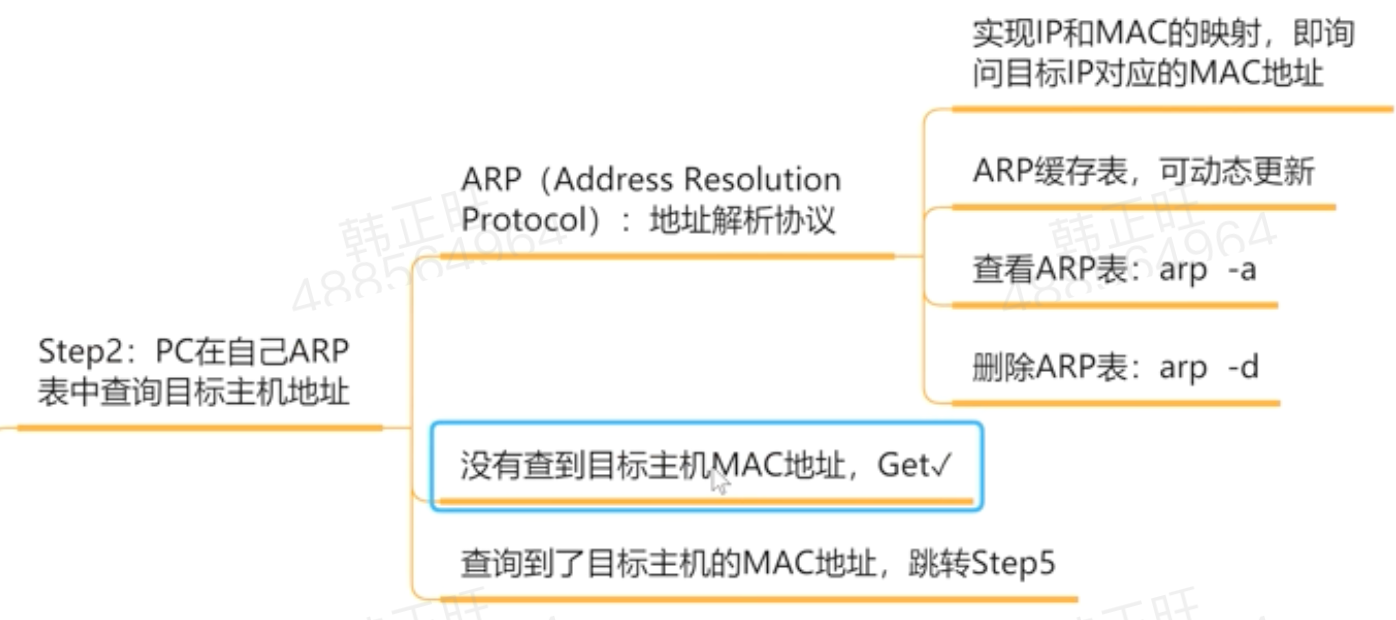 实现IP和MAC的映射，即询
问目标IP对应的MAC地址
ARP（Address Resolution
Protocol）：地址解析协议
ARP缓存表，可动态更新
查看ARP表：arp -a
删除ARP表：arp -d
Step2：PC在自己ARP
表中查询目标主机地址
没有查到目标主机MAC地址，Get✓
查询到了目标主机的MAC地址，跳转Step5
韩正旺
488564964
韩正旺
488564964
韩正旺
韩正旺